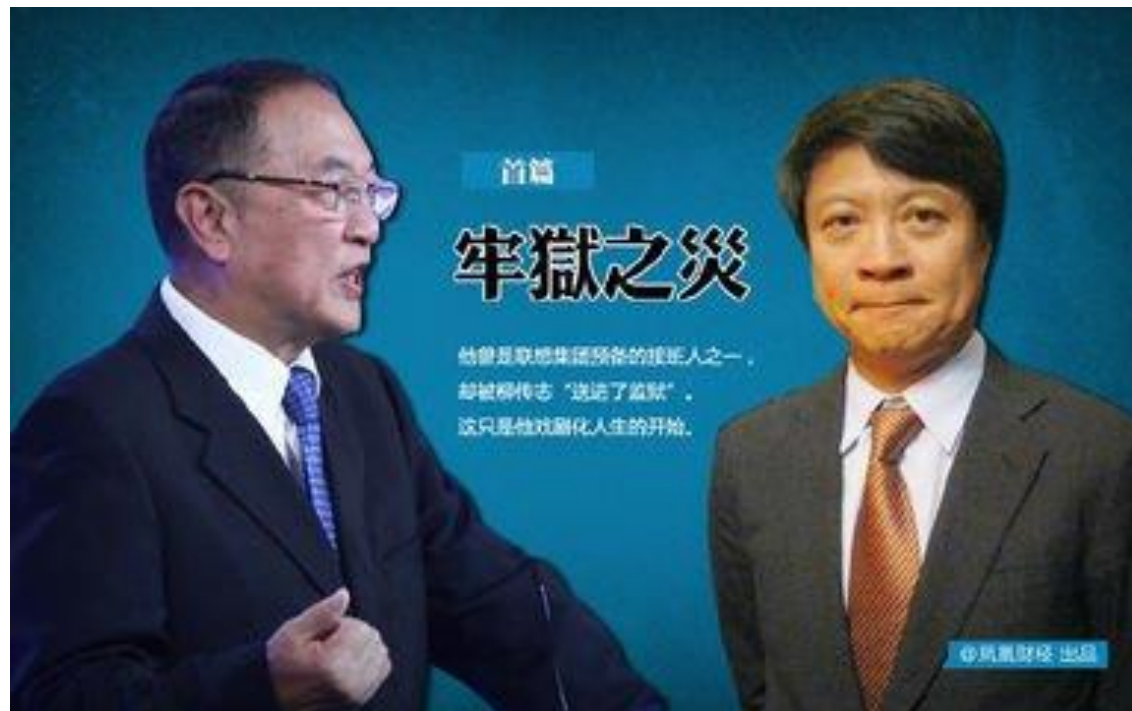 首篇
牢獄之災
他曾是联想集团预备的接班人之一，
却被柳传志“送进了监狱”。
这只是他戏剧化人生的开始。
@凤凰财经 出品